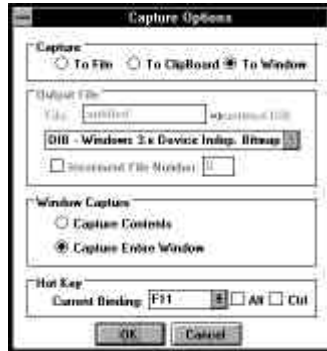 Capture Options
Capture
To File To ClipBoard To Window
Output File
File: untitled
DIB - Windows 3.x Device Indep. Bitmap
Increment File Number 0
Window Capture
Capture Contents
Capture Entire Window
Hot Key
Current Binding: F11 Alt Ctrl
OK Cancel